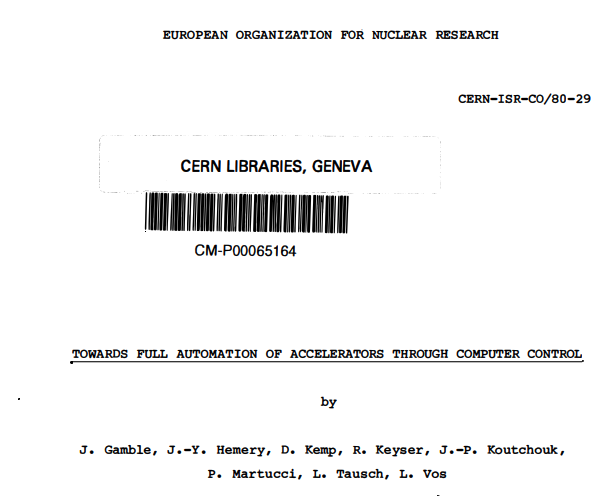 EUROPEAN ORGANIZATION FOR NUCLEAR RESEARCH
CERN-ISR-CO/80-29
CERN LIBRARIES, GENEVA
CM-P00065164
TOWARDS FULL AUTOMATION OF ACCELERATORS THROUGH COMPUTER CONTROL
by
J. Gamble, J.-Y. Hemery, D. Kemp, R. Keyser, J.-P. Koutchouk,
P. Martucci, L. Tausch, L. Vos